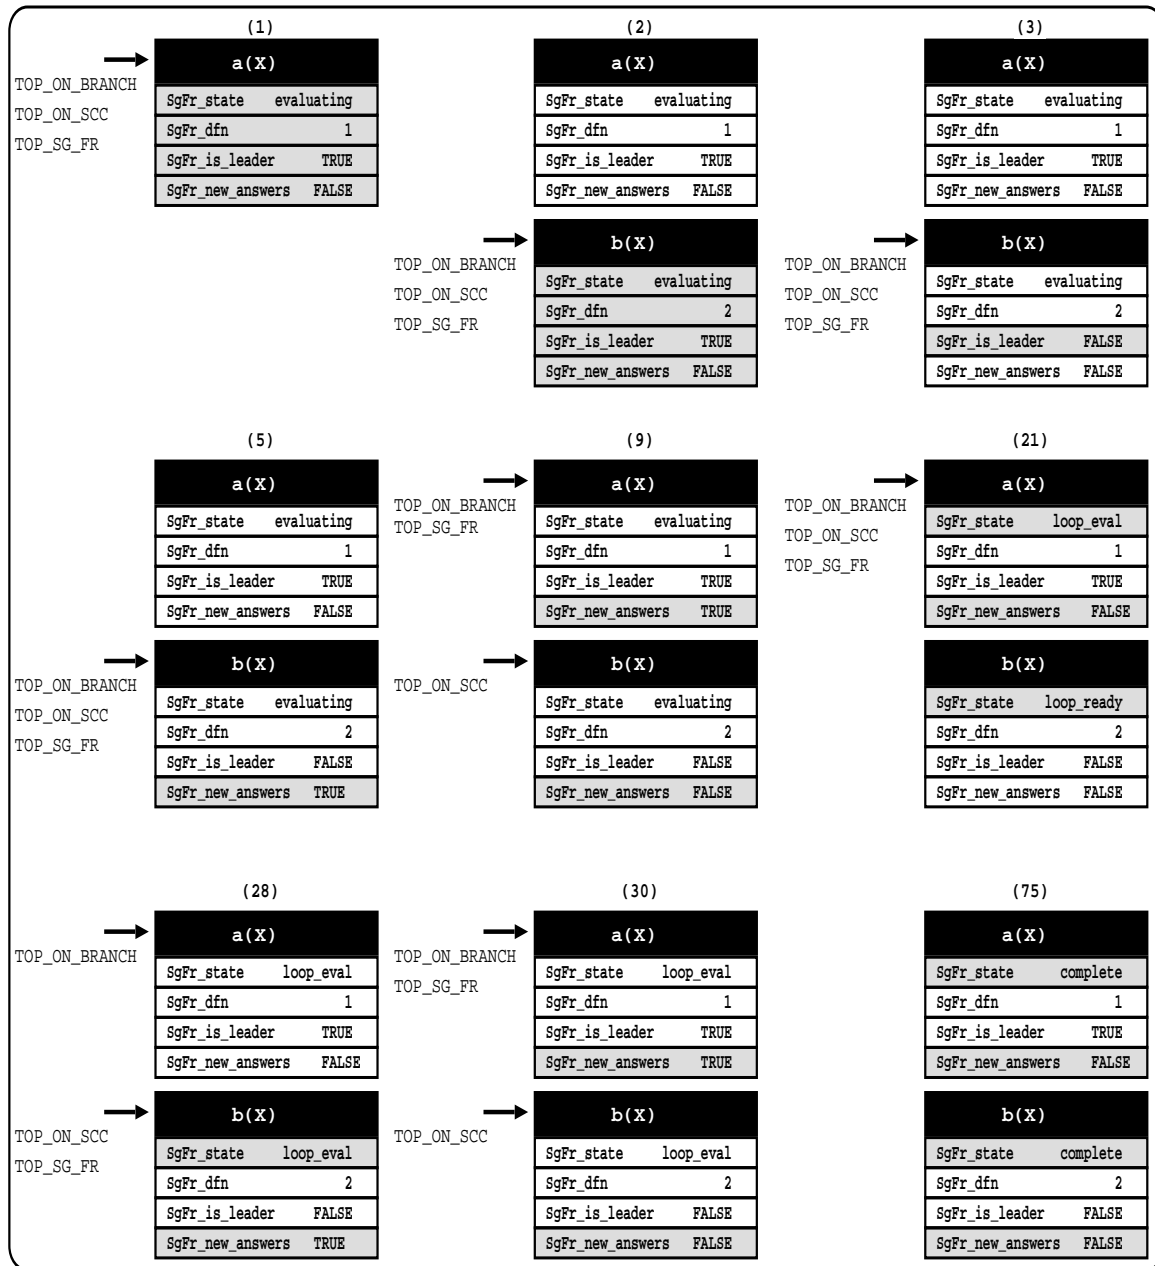 (1)
a(X)
TOP_ON_BRANCH
TOP_ON_SCC
TOP_SG_FR
SgFr_state evaluating
SgFr_dfn 1
SgFr_is_leader TRUE
SgFr_new_answers FALSE
(2)
a(X)
SgFr_state evaluating
SgFr_dfn 1
SgFr_is_leader TRUE
SgFr_new_answers FALSE
b(X)
TOP_ON_BRANCH
TOP_ON_SCC
TOP_SG_FR
SgFr_state evaluating
SgFr_dfn 2
SgFr_is_leader TRUE
SgFr_new_answers FALSE
(3)
a(X)
SgFr_state evaluating
SgFr_dfn 1
SgFr_is_leader TRUE
SgFr_new_answers FALSE
b(X)
TOP_ON_BRANCH
TOP_ON_SCC
TOP_SG_FR
SgFr_state evaluating
SgFr_dfn 2
SgFr_is_leader FALSE
SgFr_new_answers FALSE
(5)
a(X)
SgFr_state evaluating
SgFr_dfn 1
SgFr_is_leader TRUE
SgFr_new_answers FALSE
b(X)
TOP_ON_BRANCH
TOP_ON_SCC
TOP_SG_FR
SgFr_state evaluating
SgFr_dfn 2
SgFr_is_leader FALSE
SgFr_new_answers TRUE
(9)
a(X)
TOP_ON_BRANCH
TOP_SG_FR
SgFr_state evaluating
SgFr_dfn 1
SgFr_is_leader TRUE
SgFr_new_answers TRUE
b(X)
TOP_ON_SCC
SgFr_state evaluating
SgFr_dfn 2
SgFr_is_leader FALSE
SgFr_new_answers FALSE
(21)
a(X)
TOP_ON_BRANCH
TOP_ON_SCC
TOP_SG_FR
SgFr_state loop_eval
SgFr_dfn 1
SgFr_is_leader TRUE
SgFr_new_answers FALSE
b(X)
SgFr_state loop_ready
SgFr_dfn 2
SgFr_is_leader FALSE
SgFr_new_answers FALSE
(28)
a(X)
TOP_ON_BRANCH
SgFr_state loop_eval
SgFr_dfn 1
SgFr_is_leader TRUE
SgFr_new_answers FALSE
b(X)
TOP_ON_SCC
TOP_SG_FR
SgFr_state loop_eval
SgFr_dfn 2
SgFr_is_leader FALSE
SgFr_new_answers TRUE
(30)
a(X)
TOP_ON_BRANCH
TOP_SG_FR
SgFr_state loop_eval
SgFr_dfn 1
SgFr_is_leader TRUE
SgFr_new_answers TRUE
b(X)
TOP_ON_SCC
SgFr_state loop_eval
SgFr_dfn 2
SgFr_is_leader FALSE
SgFr_new_answers FALSE
(75)
a(X)
SgFr_state complete
SgFr_dfn 1
SgFr_is_leader TRUE
SgFr_new_answers FALSE
b(X)
SgFr_state complete
SgFr_dfn 2
SgFr_is_leader FALSE
SgFr_new_answers FALSE